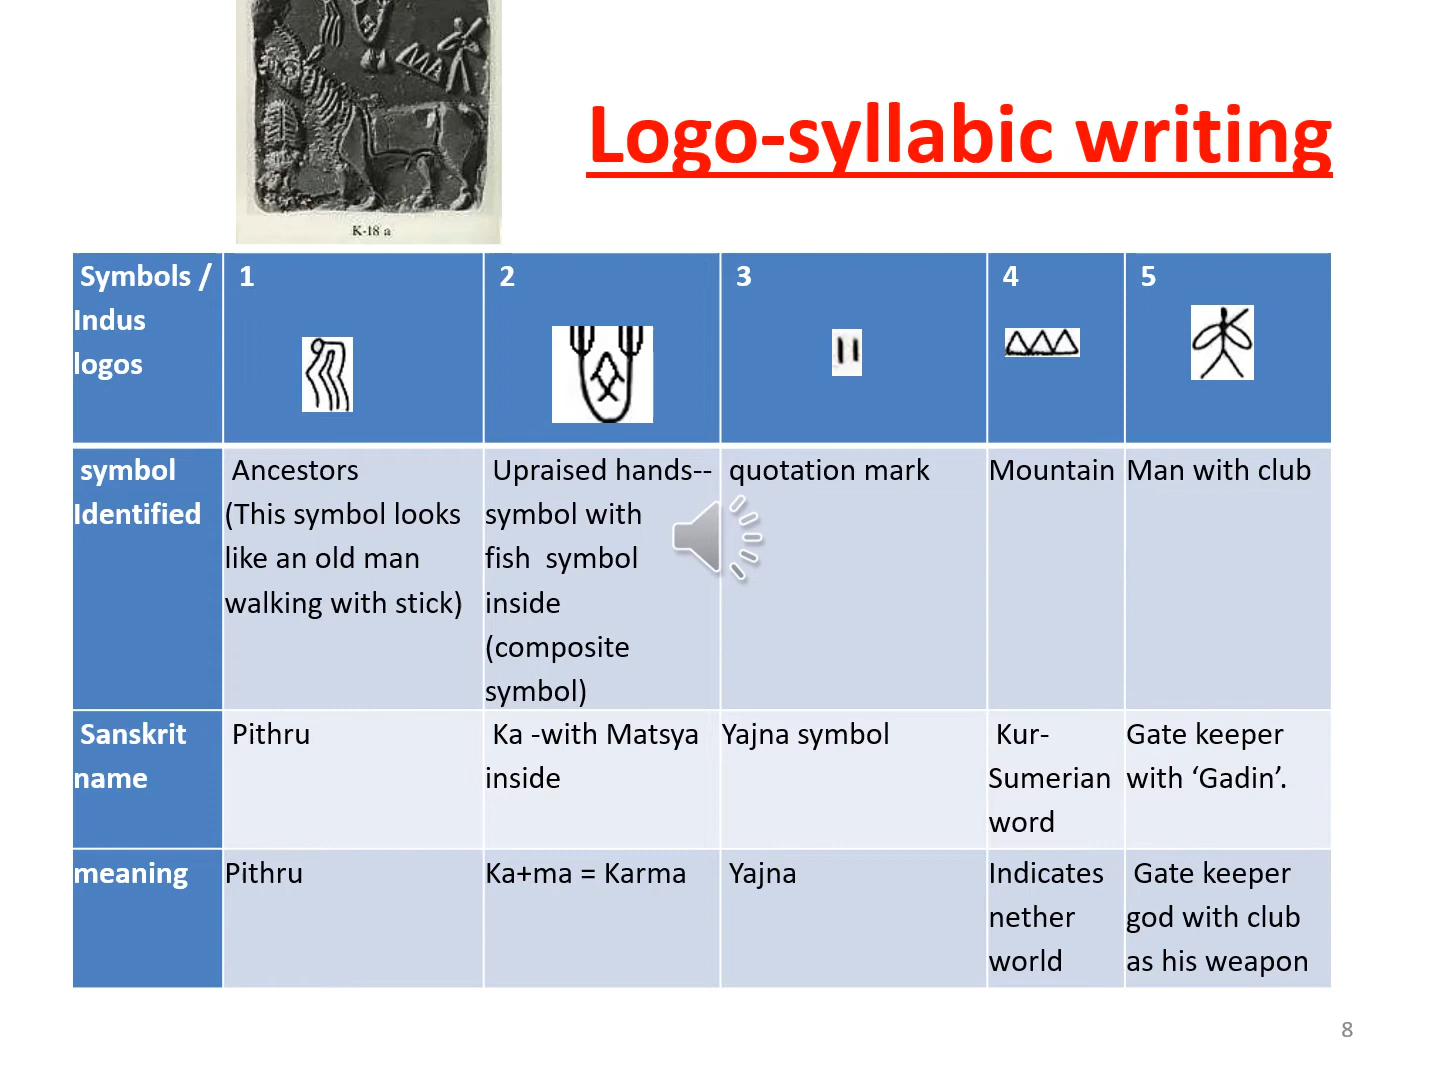 K-18 a
Logo-syllabic writing
Symbols / Indus logos
1
2
3
4
5
symbol Identified
Ancestors
(This symbol looks
like an old man
walking with stick)
Upraised hands--
symbol with
fish symbol
inside
(composite
symbol)
quotation mark
Mountain
Man with club
Sanskrit
name
Pithru
Ka -with Matsya
inside
Yajna symbol
Kur-
Sumerian
word
Gate keeper
with ‘Gadin’.
meaning
Pithru
Ka+ma = Karma
Yajna
Indicates
nether
world
Gate keeper
god with club
as his weapon
8